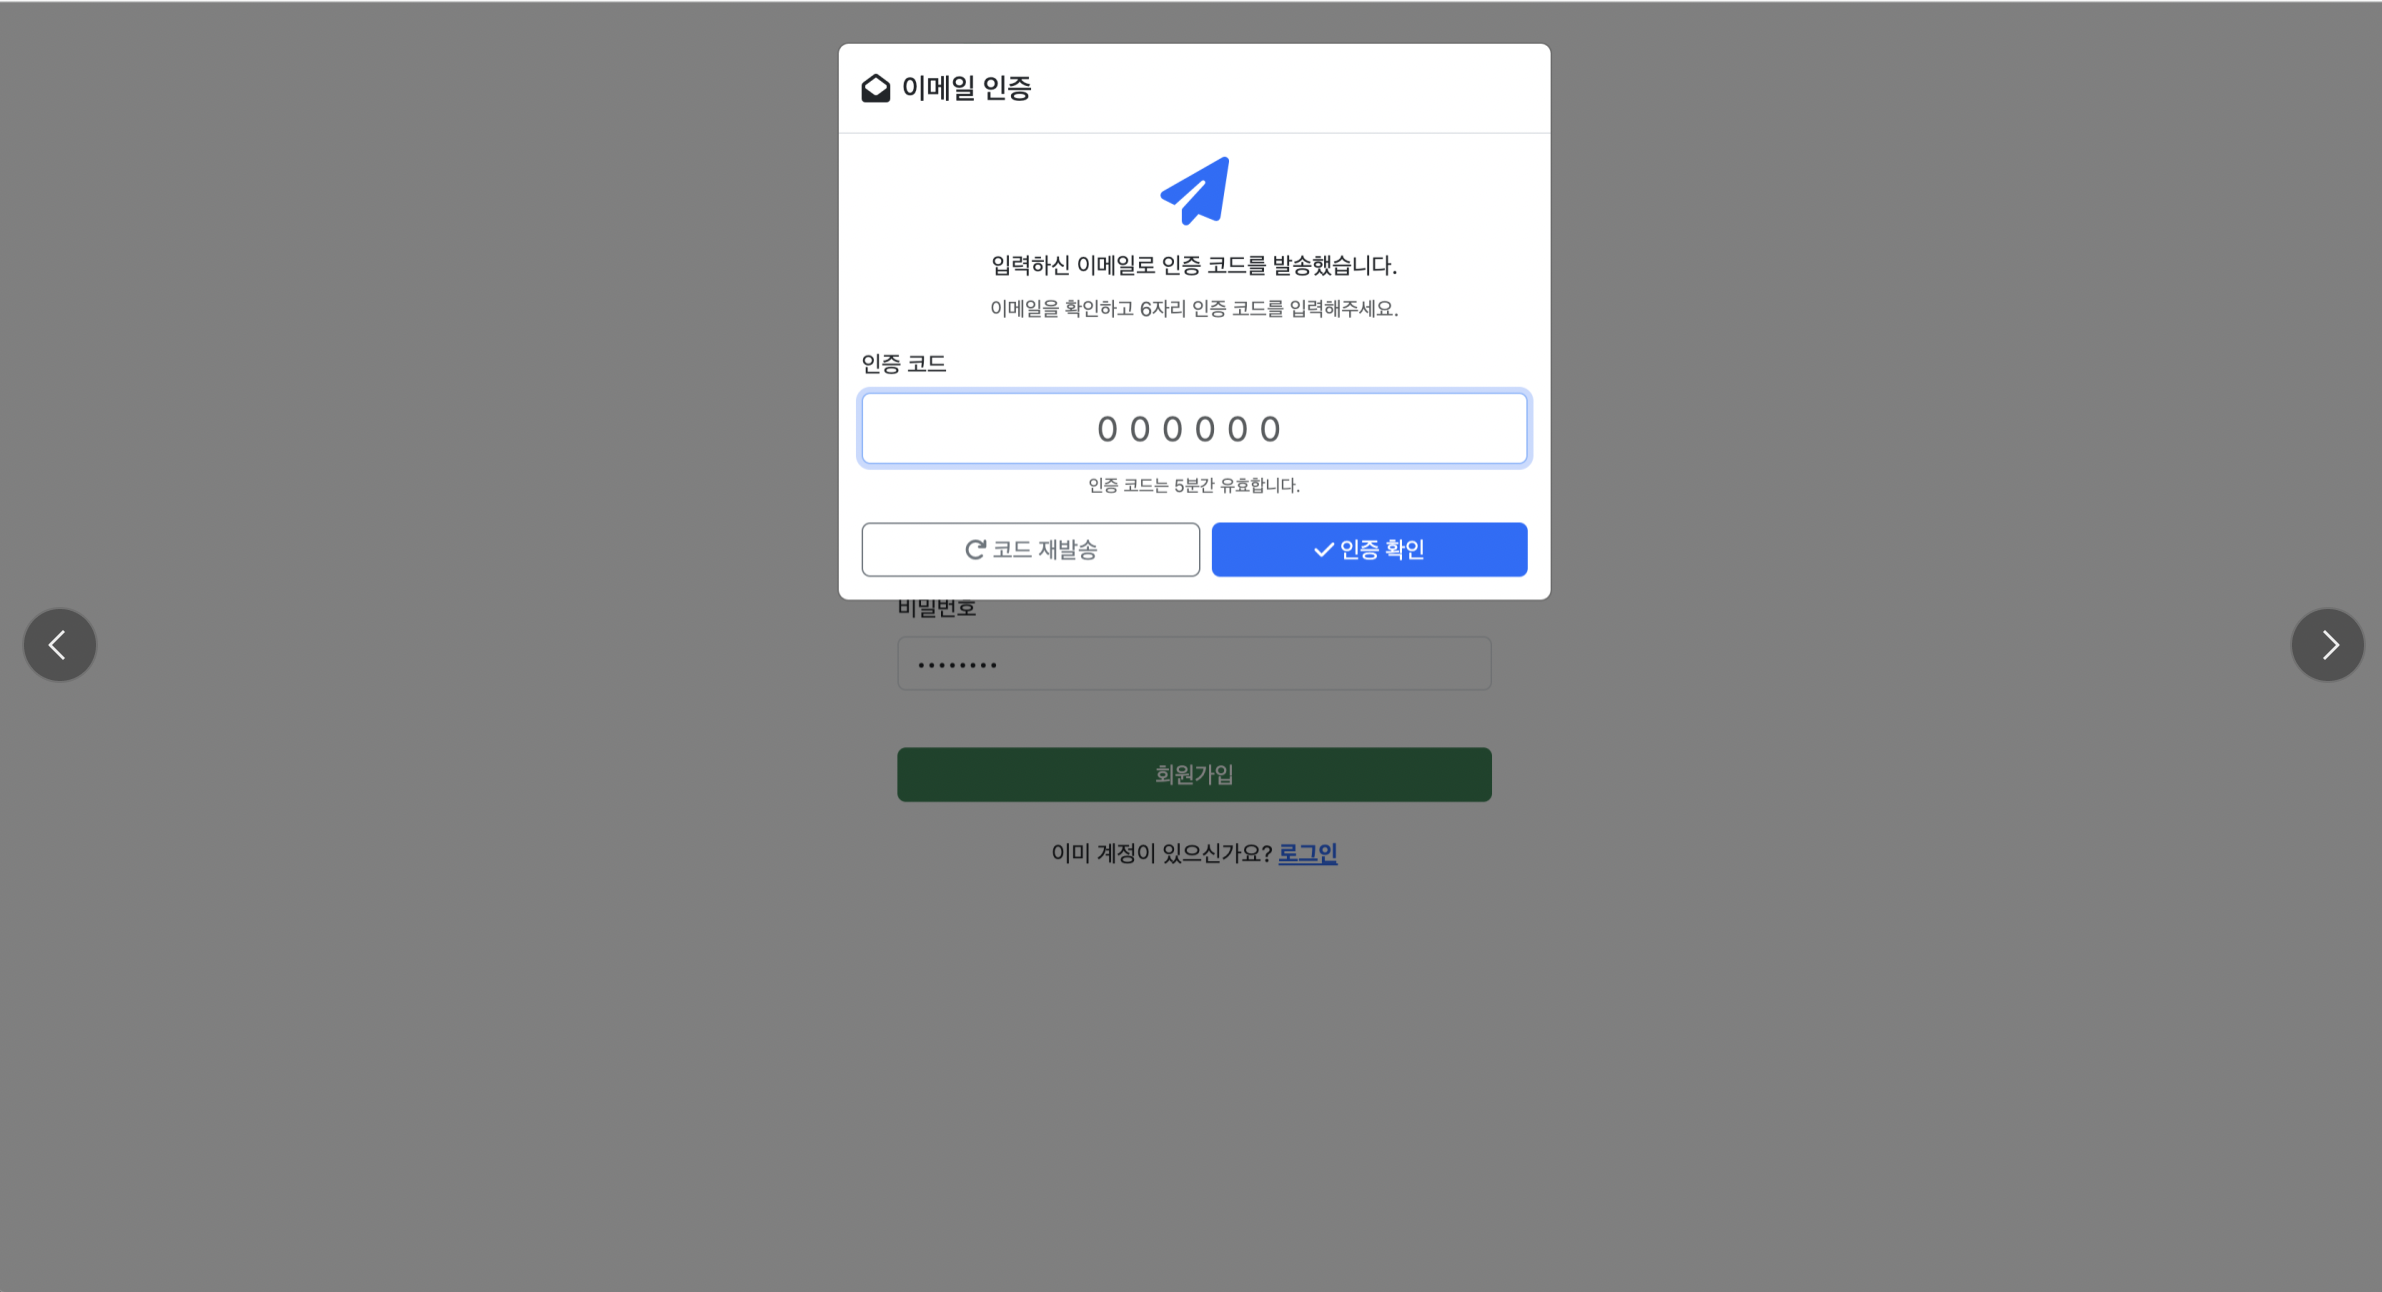 이메일 인증
입력하신 이메일로 인증 코드를 발송했습니다.
이메일을 확인하고 6자리 인증 코드를 입력해주세요.
인증 코드
000000
인증 코드는 5분간 유효합니다.
코드 재발송
인증 확인
비밀번호
회원가입
이미 계정이 있으신가요? 로그인